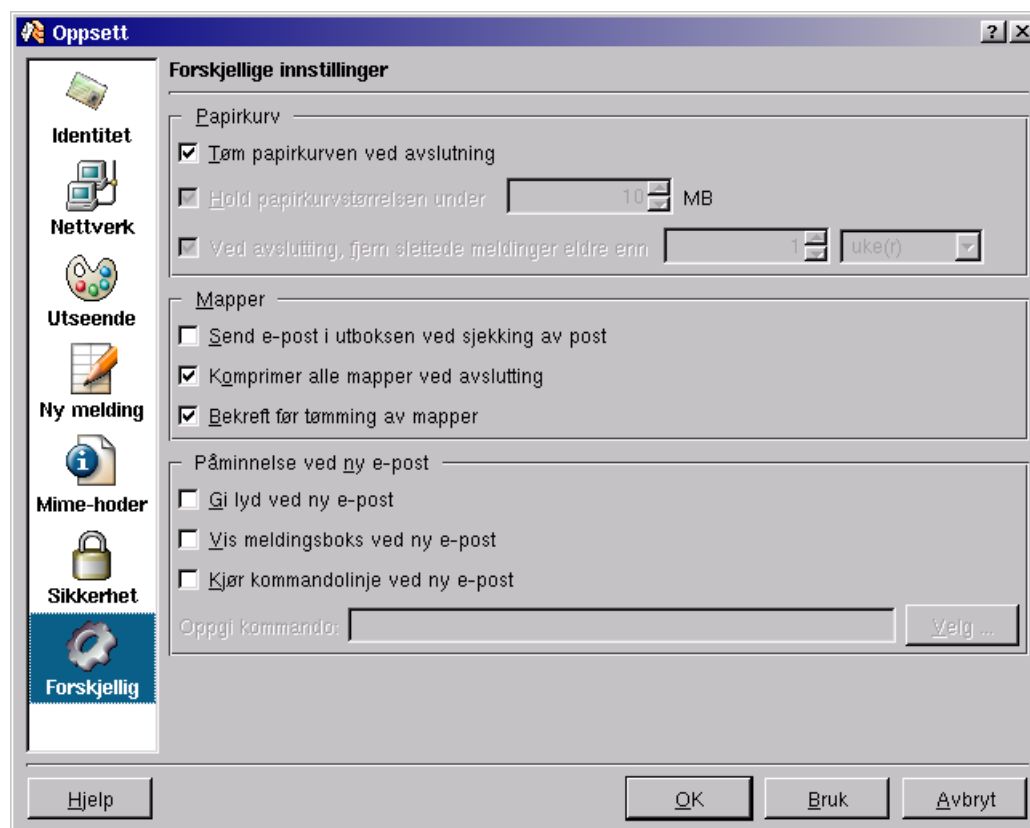 Oppsett
Identitet
Nettverk
Utseende
Ny melding
Mime-hoder
Sikkerhet
Forskjellig
Forskjellige innstillinger
Papirkurv
Tøm papirkurven ved avslutning
Hold papirkurvstørrelsen under 10 MB
Ved avslutting, fjern slettede meldinger eldre enn 1 uke(r)
Mapper
Send e-post i utboksen ved sjekking av post
Komprimer alle mapper ved avslutting
Bekreft før tømming av mapper
Påminnelse ved ny e-post
Gi lyd ved ny e-post
Vis meldingsboks ved ny e-post
Kjør kommandolinje ved ny e-post
Oppgi kommando: Velg ...
Hjelp OK Bruk Avbryt